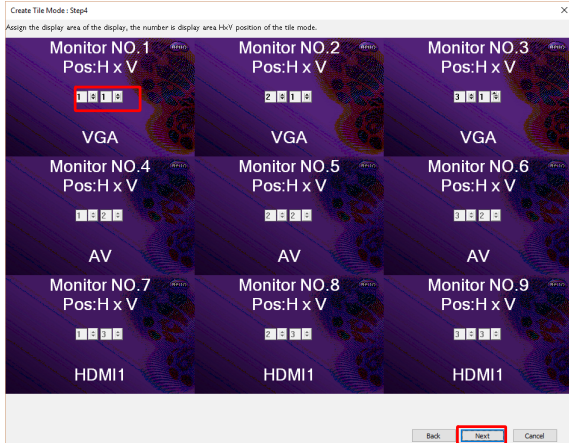 Create Tile Mode : Step4
Assign the display area of the display, the number is display area HxV position of the tile mode.
Monitor NO.1 Monitor NO.2 Monitor NO.3
Pos:H x V Pos:H x V Pos:H x V
1 1 2 1 3 1
VGA VGA VGA
Monitor NO.4 Monitor NO.5 Monitor NO.6
Pos:H x V Pos:H x V Pos:H x V
1 2 2 2 3 2
AV AV AV
Monitor NO.7 Monitor NO.8 Monitor NO.9
Pos:H x V Pos:H x V Pos:H x V
1 3 2 3 3 3
HDMI1 HDMI1 HDMI1
Back Next Cancel